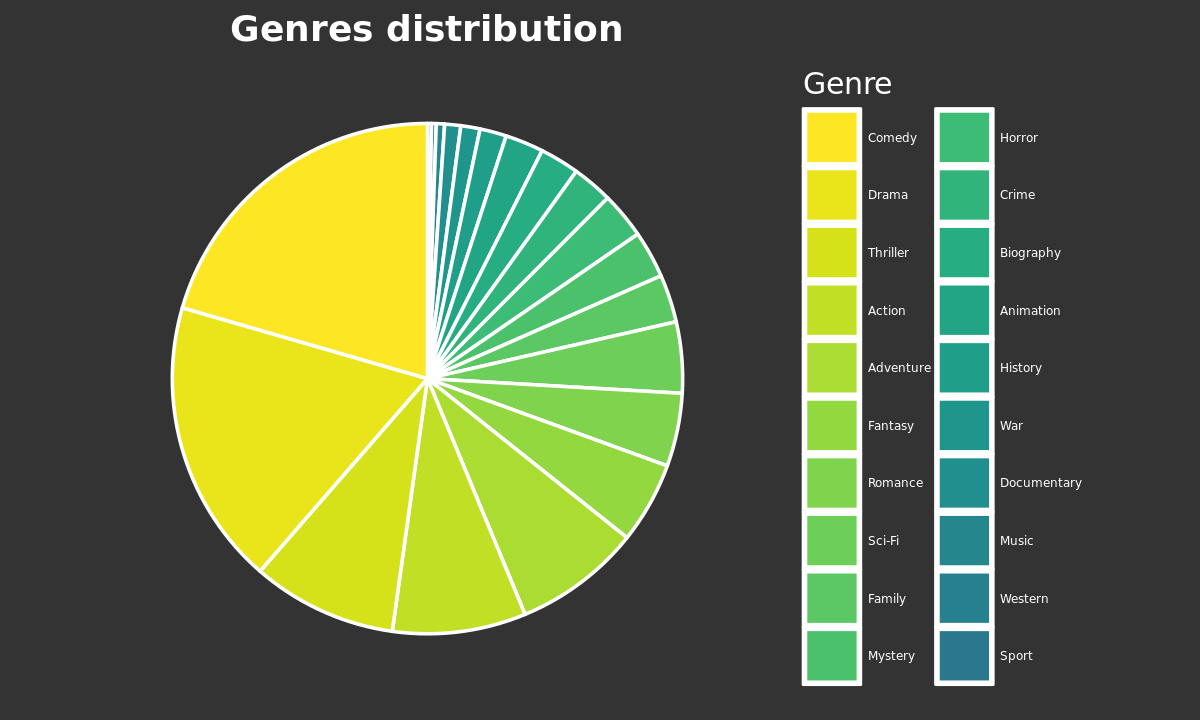 Genres distribution
Genre
Comedy
Drama
Thriller
Action
Adventure
Fantasy
Romance
Sci-Fi
Family
Mystery
Horror
Crime
Biography
Animation
History
War
Documentary
Music
Western
Sport